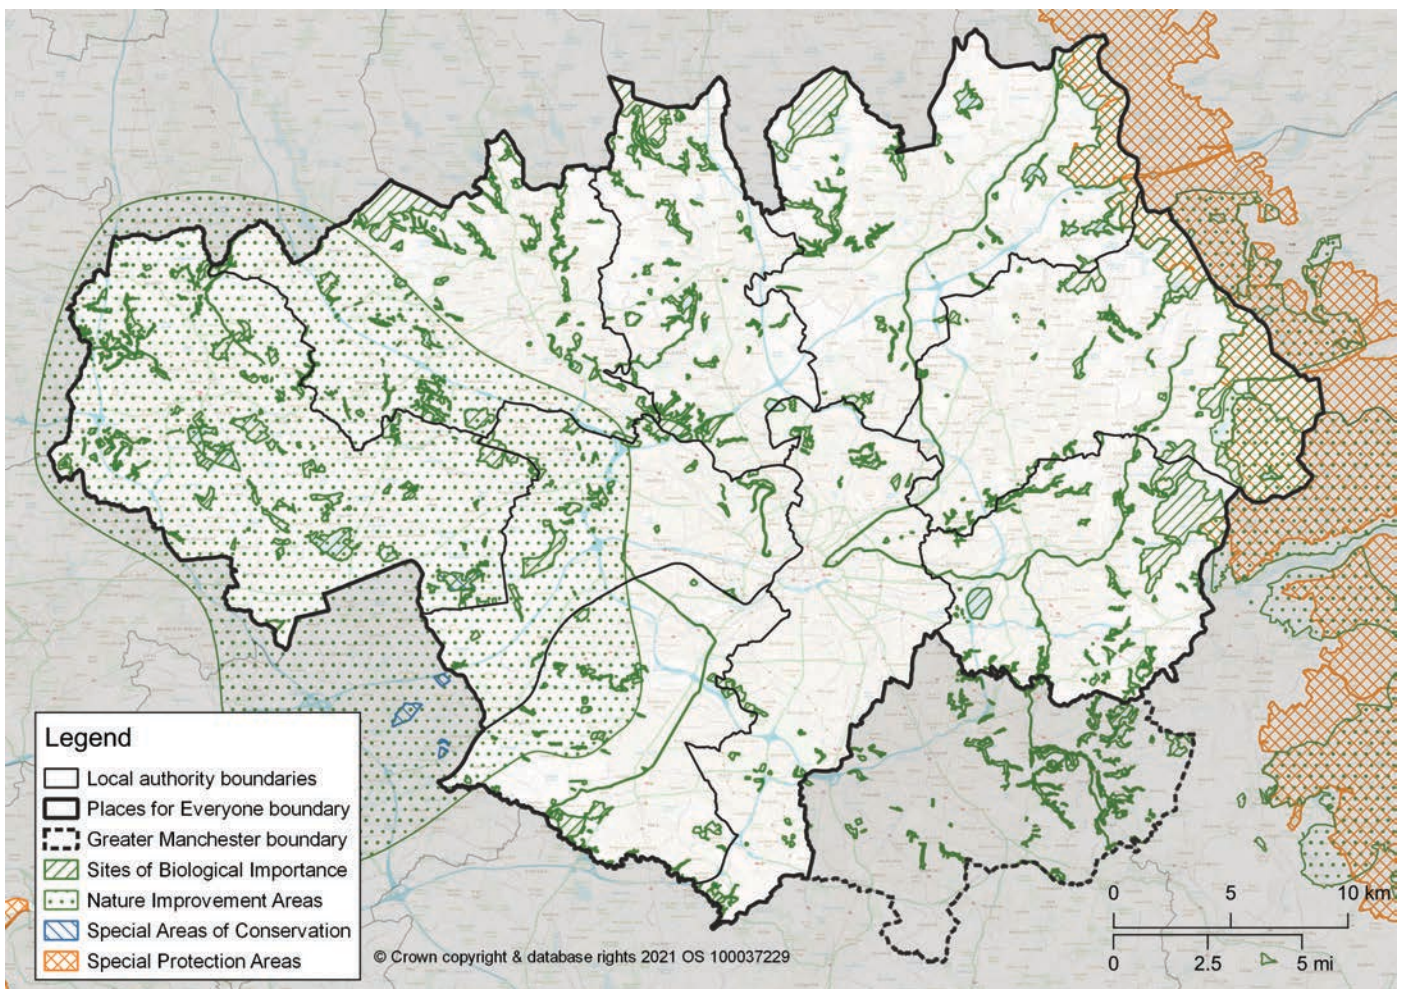 Legend
Local authority boundaries
Places for Everyone boundary
Greater Manchester boundary
Sites of Biological Importance
Nature Improvement Areas
Special Areas of Conservation
Special Protection Areas
© Crown copyright & database rights 2021 OS 100037229
0 5 10 km
0 2.5 5 mi